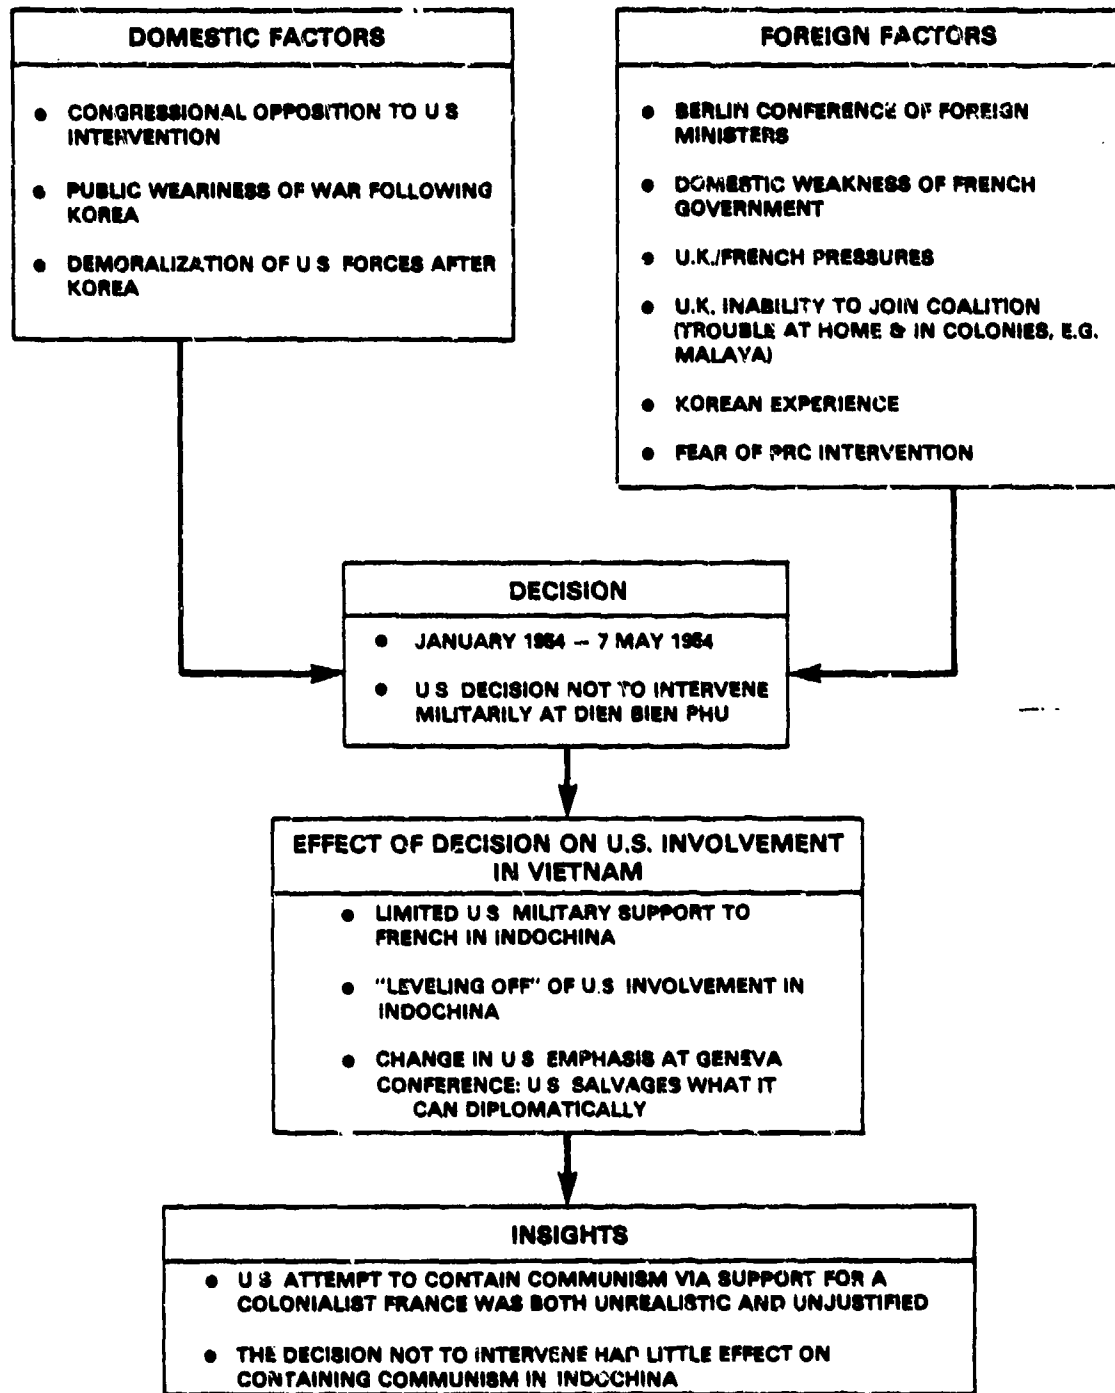 DOMESTIC FACTORS
● CONGRESSIONAL OPPOSITION TO U S
INTERVENTION
● PUBLIC WEARINESS OF WAR FOLLOWING
KOREA
● DEMORALIZATION OF U S FORCES AFTER
KOREA
FOREIGN FACTORS
● BERLIN CONFERENCE OF FOREIGN
MINISTERS
● DOMESTIC WEAKNESS OF FRENCH
GOVERNMENT
● U.K./FRENCH PRESSURES
● U.K. INABILITY TO JOIN COALITION
(TROUBLE AT HOME & IN COLONIES, E.G.
MALAYA)
● KOREAN EXPERIENCE
● FEAR OF PRC INTERVENTION
DECISION
● JANUARY 1954 – 7 MAY 1954
● U S DECISION NOT TO INTERVENE
MILITARILY AT DIEN BIEN PHU
EFFECT OF DECISION ON U.S. INVOLVEMENT
IN VIETNAM
● LIMITED U S MILITARY SUPPORT TO
FRENCH IN INDOCHINA
● "LEVELING OFF" OF U.S INVOLVEMENT IN
INDOCHINA
● CHANGE IN U S EMPHASIS AT GENEVA
CONFERENCE: U S SALVAGES WHAT IT
CAN DIPLOMATICALLY
INSIGHTS
● U S ATTEMPT TO CONTAIN COMMUNISM VIA SUPPORT FOR A
COLONIALIST FRANCE WAS BOTH UNREALISTIC AND UNJUSTIFIED
● THE DECISION NOT TO INTERVENE HAD LITTLE EFFECT ON
CONTAINING COMMUNISM IN INDOCHINA